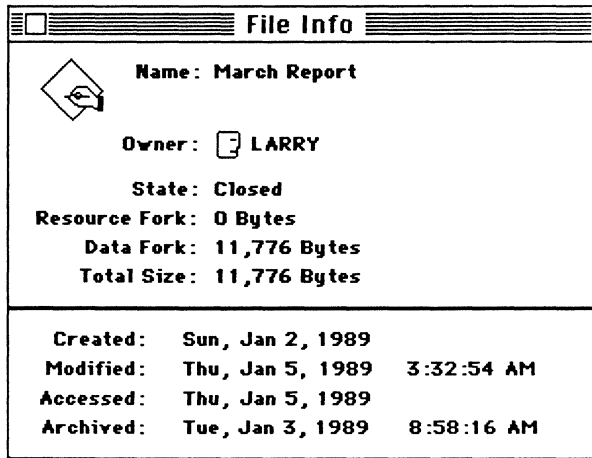 File Info
Name: March Report
Owner: LARRY
State: Closed
Resource Fork: 0 Bytes
Data Fork: 11,776 Bytes
Total Size: 11,776 Bytes
Created: Sun, Jan 2, 1989
Modified: Thu, Jan 5, 1989 3:32:54 AM
Accessed: Thu, Jan 5, 1989
Archived: Tue, Jan 3, 1989 8:58:16 AM